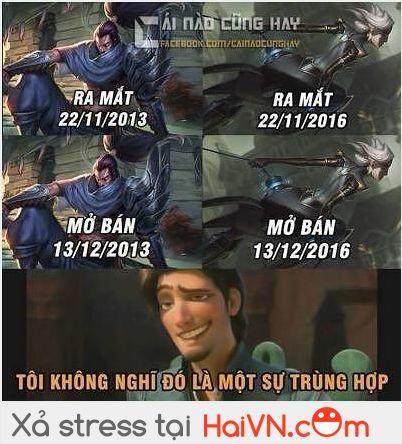 CÁI NÀO CŨNG HAY
FACEBOOK.COM/CAINAOCUNGHAY
RA MẮT
22/11/2013
RA MẮT
22/11/2016
MỞ BÁN
13/12/2013
MỞ BÁN
13/12/2016
TÔI KHÔNG NGHĨ ĐÓ LÀ MỘT SỰ TRÙNG HỢP
Xả stress tại HaiVN.com